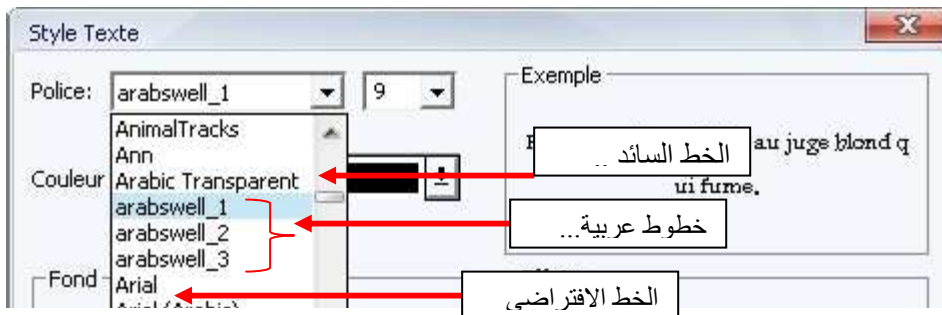 Style Texte
Police: arabswell_1 9
Exemple
AnimalTracks
Ann
Couleur Arabic Transparent
الخط السائد ..
au juge blond q
ui fume.
arabswell_1
arabswell_2
arabswell_3
خطوط عربية...
Fond
Arial
الخط الافتراضي